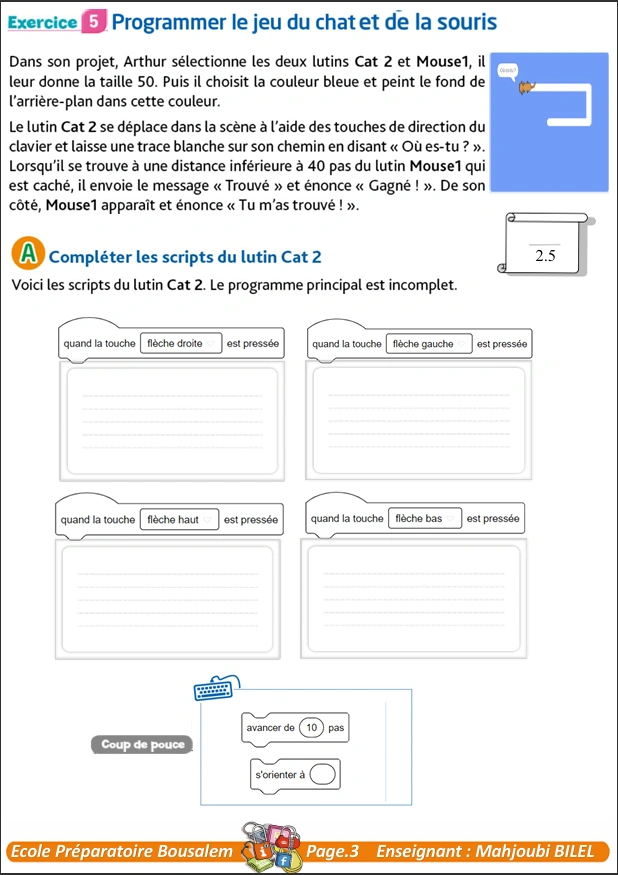 Exercice 5 Programmer le jeu du chat et de la souris
Dans son projet, Arthur sélectionne les deux lutins Cat 2 et Mouse1, il
leur donne la taille 50. Puis il choisit la couleur bleue et peint le fond de
l'arrière-plan dans cette couleur.
Le lutin Cat 2 se déplace dans la scène à l'aide des touches de direction du
clavier et laisse une trace blanche sur son chemin en disant « Où es-tu ? ».
Lorsqu'il se trouve à une distance inférieure à 40 pas du lutin Mouse1 qui
est caché, il envoie le message « Trouvé » et énonce « Gagné ! ». De son
côté, Mouse1 apparaît et énonce « Tu m'as trouvé ! ».
2.5
A Compléter les scripts du lutin Cat 2
Voici les scripts du lutin Cat 2. Le programme principal est incomplet.
quand la touche flèche droite est pressée
quand la touche flèche gauche est pressée
quand la touche flèche haut est pressée
quand la touche flèche bas est pressée
Coup de pouce
avancer de 10 pas
s'orienter à
Ecole Préparatoire Bousalem Page.3 Enseignant : Mahjoubi BILEL